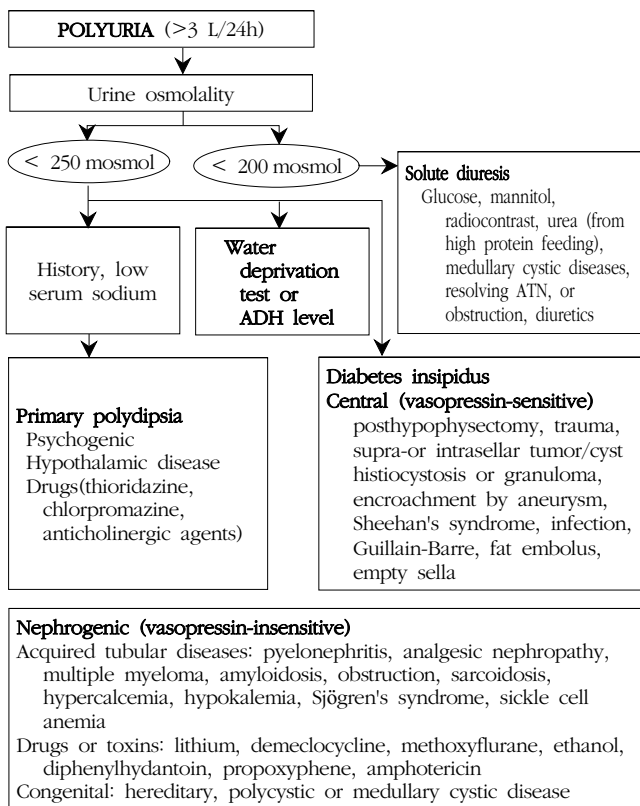 POLYURIA (>3 L/24h)
Urine osmolality
< 250 mosmol
< 200 mosmol
Solute diuresis
Glucose, mannitol,
radiocontrast, urea (from
high protein feeding),
medullary cystic diseases,
resolving ATN, or
obstruction, diuretics
History, low
serum sodium
Water
deprivation
test or
ADH level
Primary polydipsia
Psychogenic
Hypothalamic disease
Drugs(thioridazine,
chlorpromazine,
anticholinergic agents)
Diabetes insipidus
Central (vasopressin-sensitive)
posthypophysectomy, trauma,
supra-or intrasellar tumor/cyst
histiocystosis or granuloma,
encroachment by aneurysm,
Sheehan's syndrome, infection,
Guillain-Barre, fat embolus,
empty sella
Nephrogenic (vasopressin-insensitive)
Acquired tubular diseases: pyelonephritis, analgesic nephropathy,
multiple myeloma, amyloidosis, obstruction, sarcoidosis,
hypercalcemia, hypokalemia, Sjögren's syndrome, sickle cell
anemia
Drugs or toxins: lithium, demeclocycline, methoxyflurane, ethanol,
diphenylhydantoin, propoxyphene, amphotericin
Congenital: hereditary, polycystic or medullary cystic disease